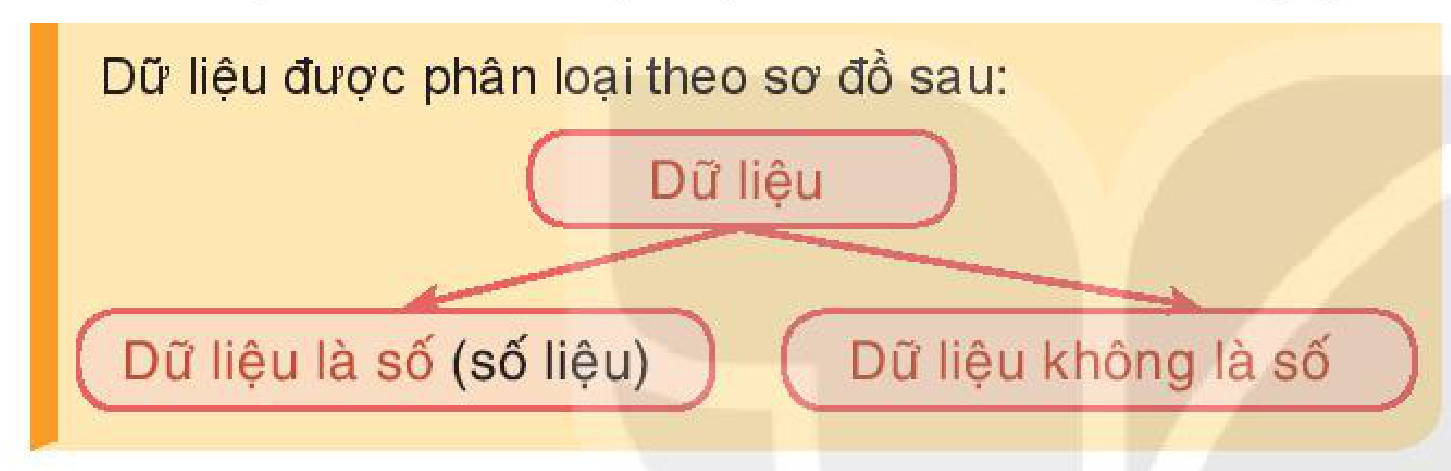 Dữ liệu được phân loại theo sơ đồ sau:
Dữ liệu
Dữ liệu là số (số liệu)
Dữ liệu không là số